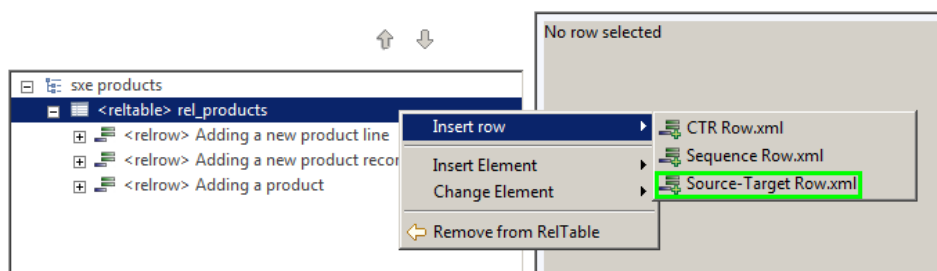 No row selected
sxe products
<reltable> rel_products
<relrow> Adding a new product line
<relrow> Adding a new product recor
<relrow> Adding a product
Insert row
Insert Element
Change Element
Remove from RelTable
CTR Row.xml
Sequence Row.xml
Source-Target Row.xml